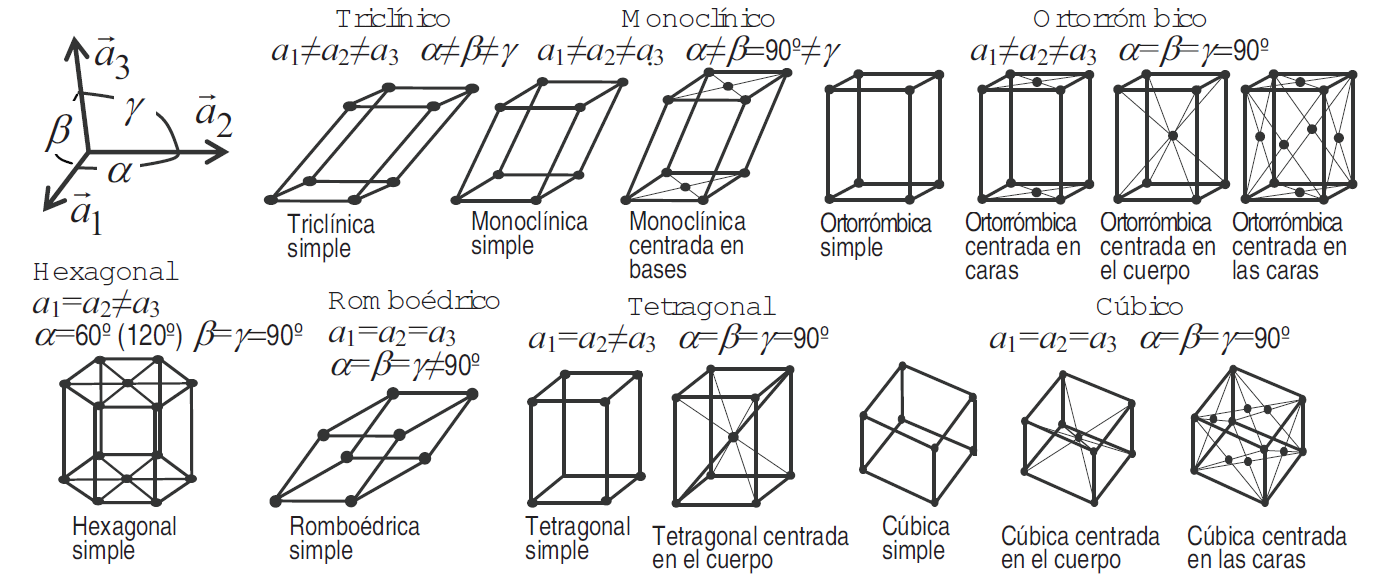 Triclínico
a1≠a2≠a3 α≠β≠γ
Monoclínico
a1≠a2≠a3 α≠β=90º≠γ
Ortorrómbico
a1≠a2≠a3 α=β=γ=90º
a⃗3
γ
a⃗2
β
α
a⃗1
Triclínica
simple
Monoclínica
simple
Monoclínica
centrada en
bases
Ortorrómbica
simple
Ortorrómbica
centrada en
caras
Ortorrómbica
centrada en
el cuerpo
Ortorrómbica
centrada en
las caras
Hexagonal
a1=a2≠a3
α=60º (120º) β=γ=90º
Romboédrico
a1=a2=a3
α=β=γ≠90º
Tetragonal
a1=a2≠a3 α=β=γ=90º
Cúbico
a1=a2=a3 α=β=γ=90º
Hexagonal
simple
Romboédrica
simple
Tetragonal
simple
Tetragonal centrada
en el cuerpo
Cúbica
simple
Cúbica centrada
en el cuerpo
Cúbica centrada
en las caras